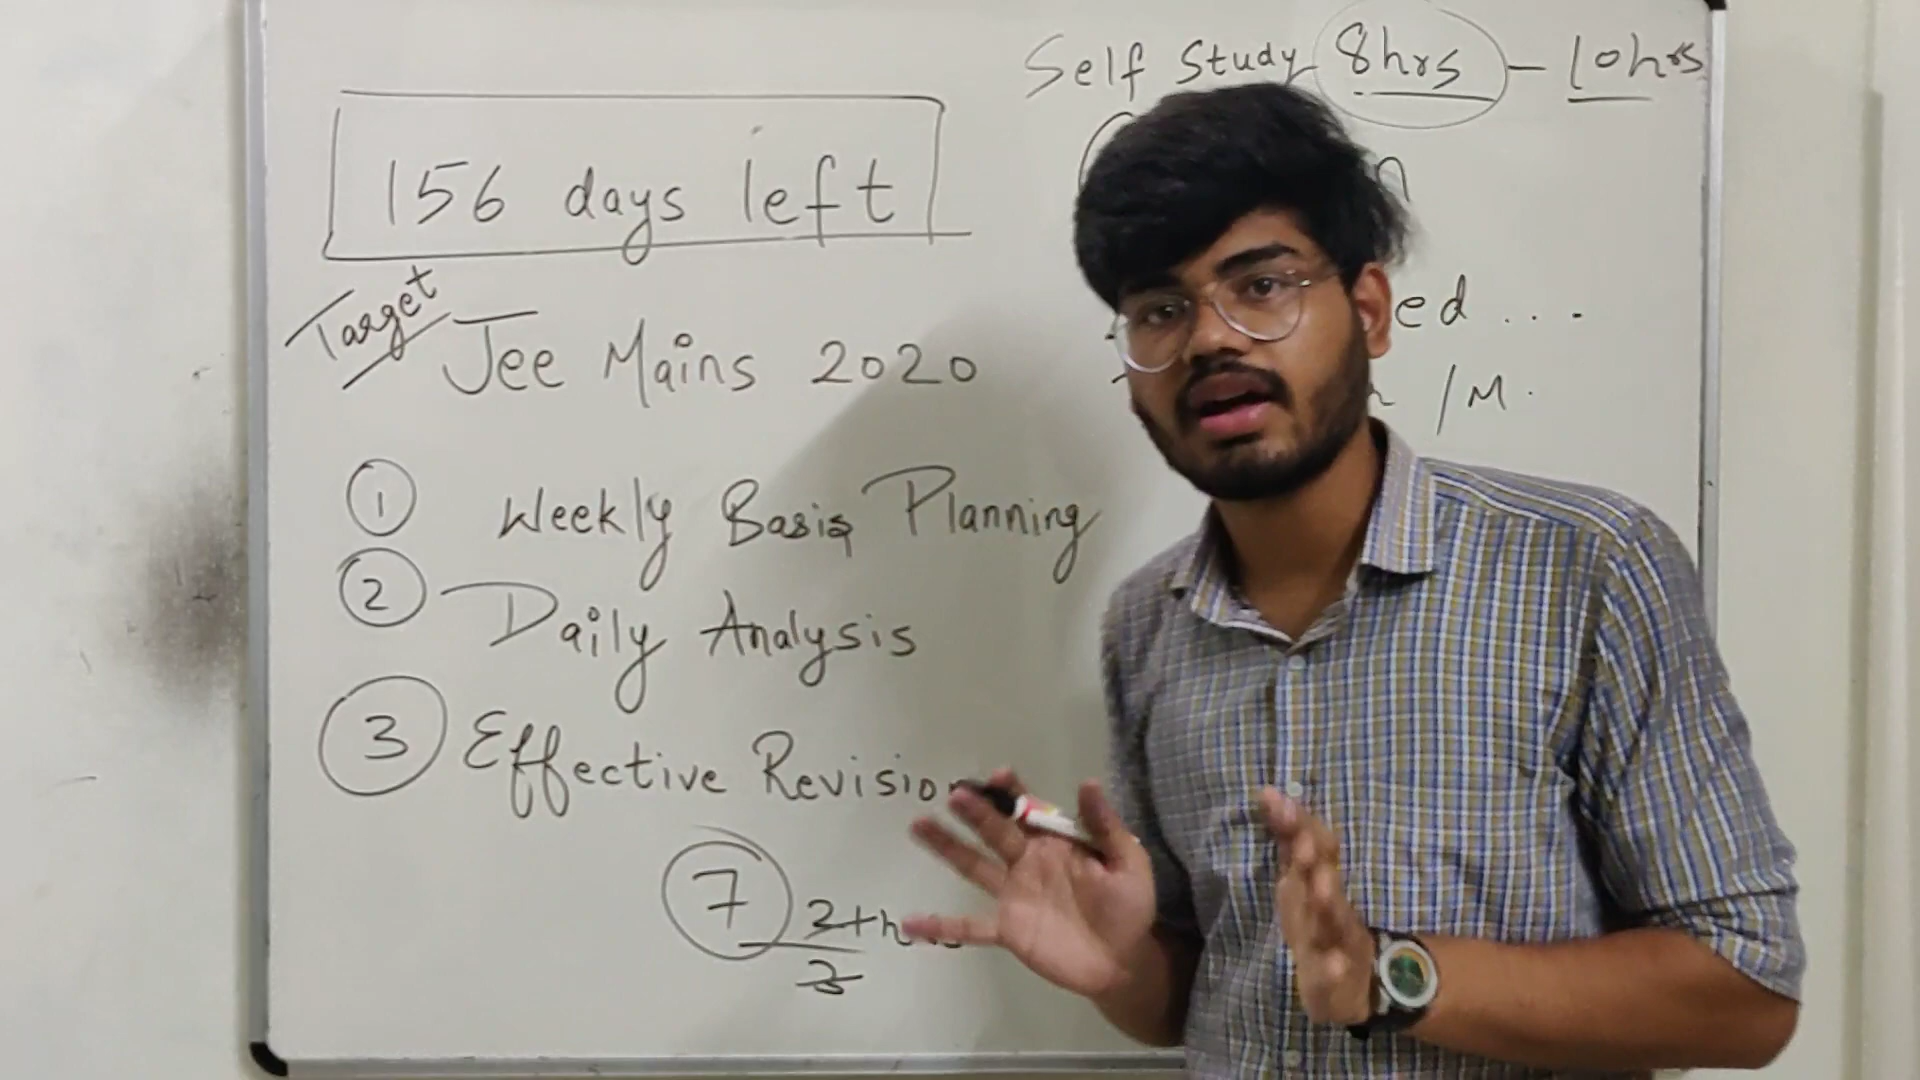 Self Study 8hrs - 10hrs
156 days left
Target
Jee Mains 2020
/M.
① Weekly Basis Planning
② Daily Analysis
③ Effective Revision
7